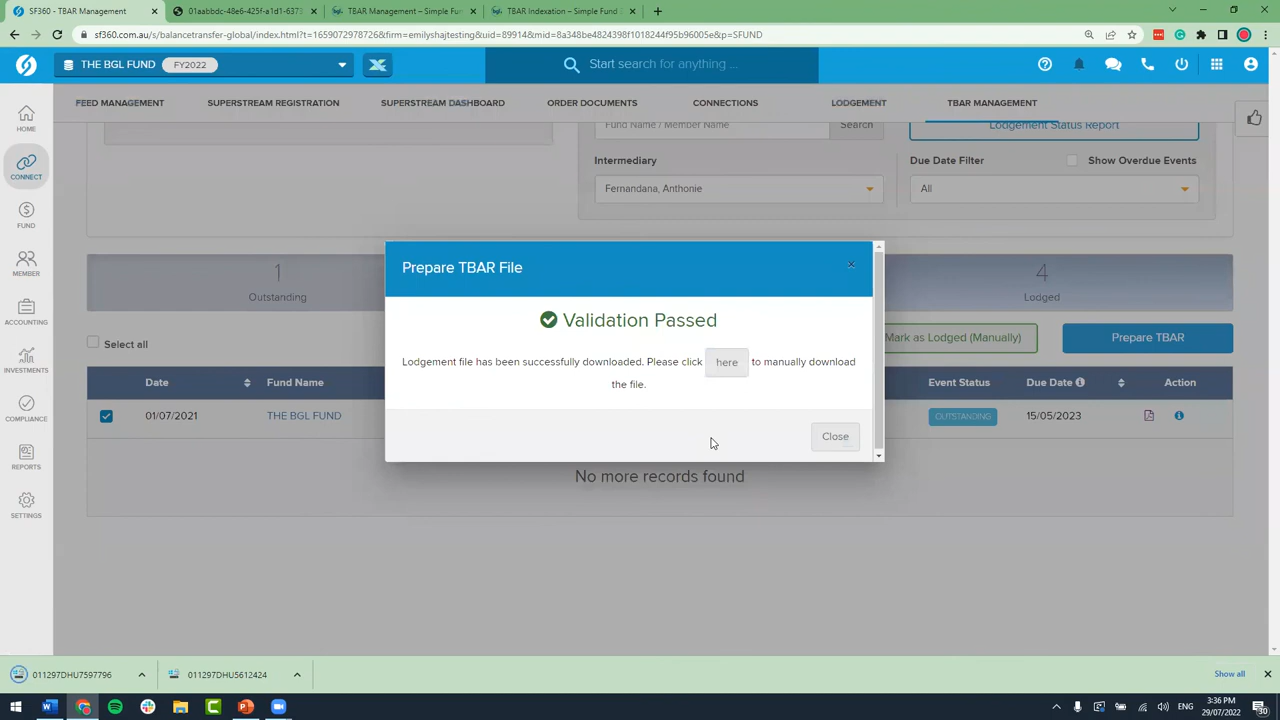 SF360 - TBAR Management
01aabbdc-48e6-425f-a1d1-6373
TBAR Management – Simple Fun
TBAR Indexation – Simple Fund
sf360.com.au/s/balancetransfer-global/index.html?t=1659072978726&firm=emilyshajtesting&uid=89914&mid=8a348be4824398f1018244f95b96005e&p=SFUND
THE BGL FUND FY2022
Start search for anything ...
FEED MANAGEMENT SUPERSTREAM REGISTRATION SUPERSTREAM DASHBOARD ORDER DOCUMENTS CONNECTIONS LODGEMENT TBAR MANAGEMENT
HOME
CONNECT
FUND
MEMBER
ACCOUNTING
INVESTMENTS
COMPLIANCE
REPORTS
SETTINGS
Fund Name / Member Name Search Lodgement Status Report
Intermediary Due Date Filter Show Overdue Events
Fernandana, Anthonie All
1 4
Outstanding Lodged
Select all Mark as Lodged (Manually) Prepare TBAR
Date Fund Name Event Status Due Date Action
01/07/2021 THE BGL FUND OUTSTANDING 15/05/2023
No more records found
Prepare TBAR File ×
Validation Passed
Lodgement file has been successfully downloaded. Please click here to manually download
the file.
Close
011297DHU7597796 011297DHU5612424 Show all
ENG 3:36 PM
29/07/2022 30